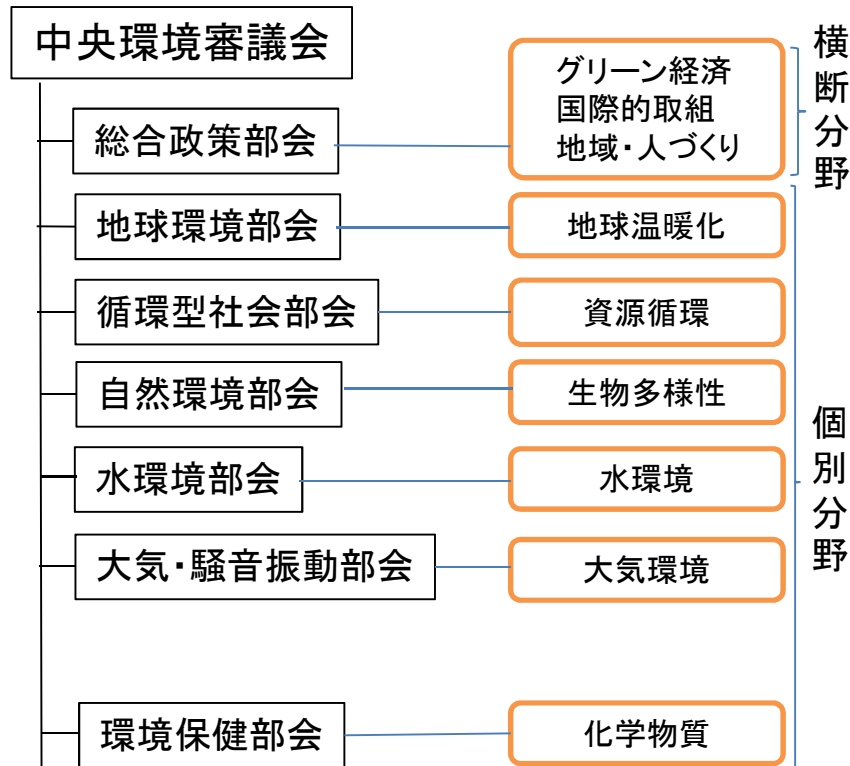 中央環境審議会
総合政策部会
グリーン経済
国際的取組
地域・人づくり
横断分野
地球環境部会
地球温暖化
循環型社会部会
資源循環
自然環境部会
生物多様性
水環境部会
水環境
大気・騒音振動部会
大気環境
環境保健部会
化学物質
個別分野